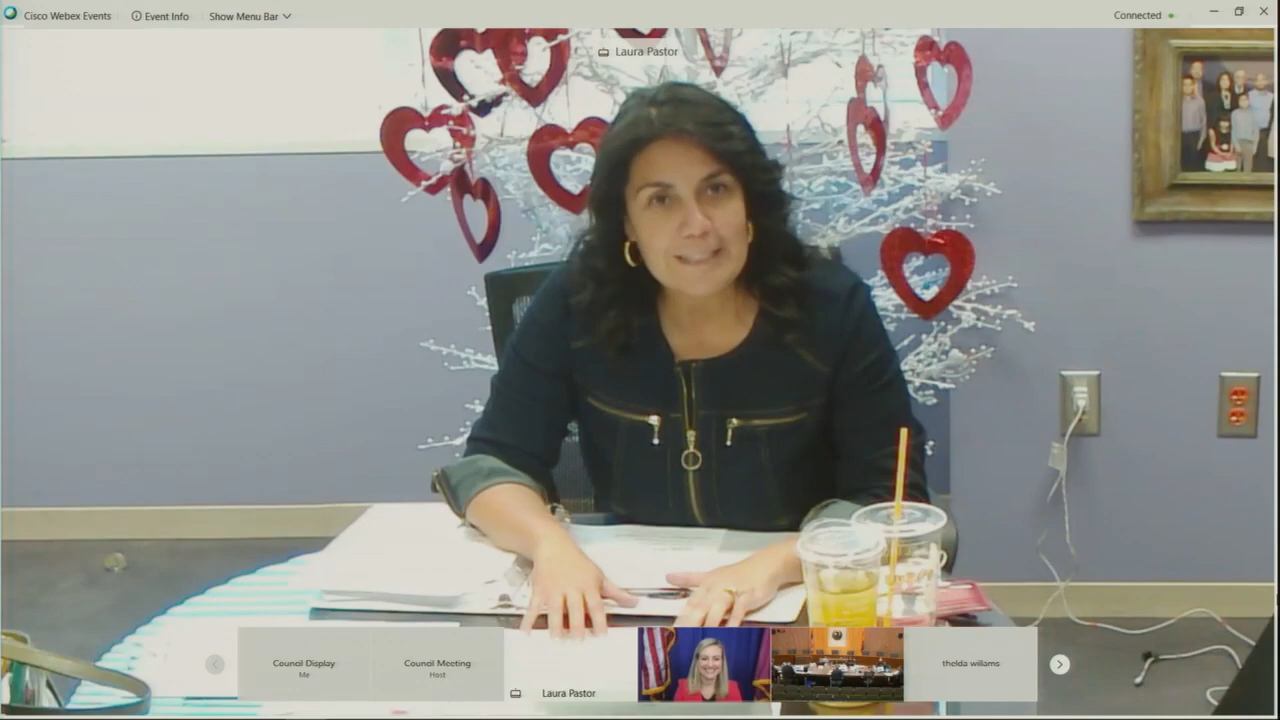 Cisco Webex Events Event Info Show Menu Bar Connected
Laura Pastor
Council Display
Me
Council Meeting
Host
Laura Pastor
thelda williams